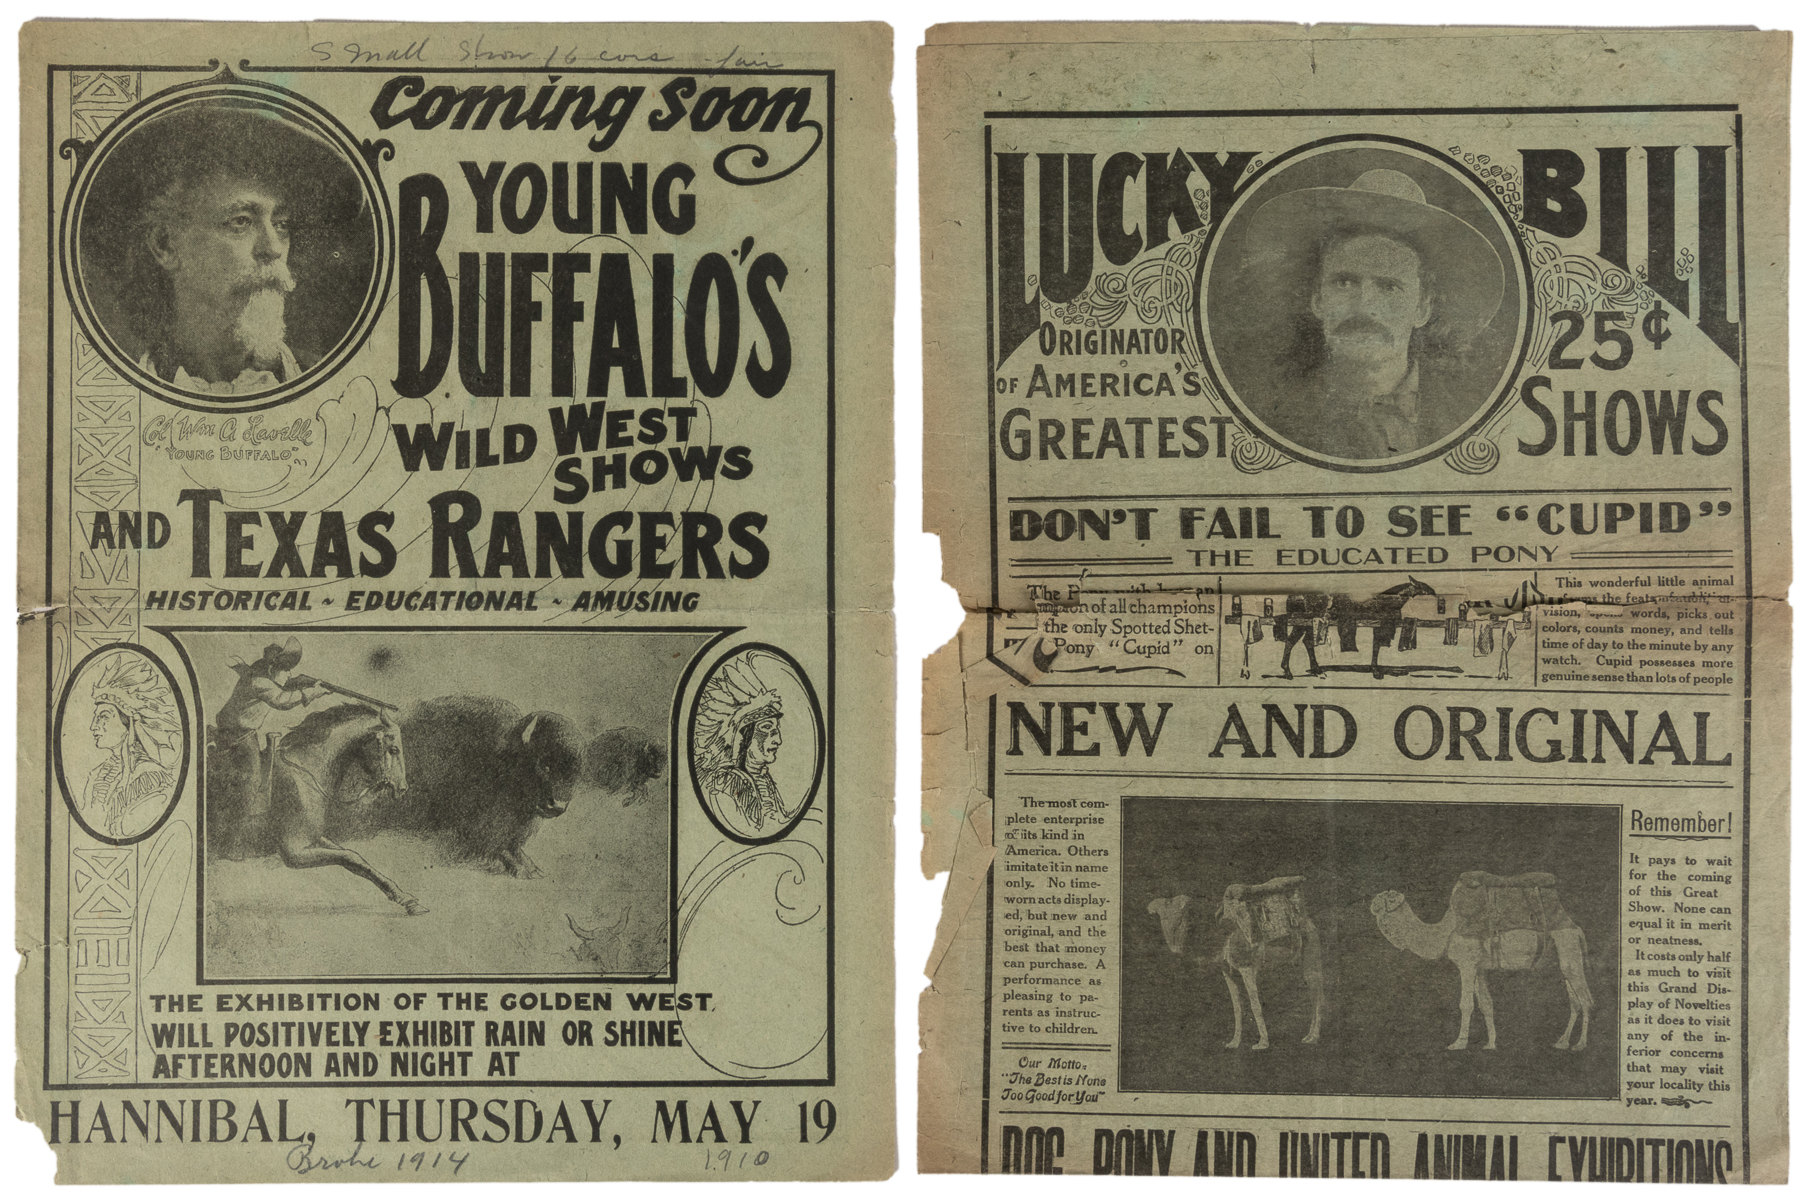 Small Show 16 cars - fair
Coming Soon
YOUNG
BUFFALO'S
WILD WEST
SHOWS
Col Wm A Lavelle
"YOUNG BUFFALO"
AND TEXAS RANGERS
HISTORICAL ~ EDUCATIONAL ~ AMUSING
THE EXHIBITION OF THE GOLDEN WEST,
WILL POSITIVELY EXHIBIT RAIN OR SHINE
AFTERNOON AND NIGHT AT
HANNIBAL, THURSDAY, MAY 19
1914 1910
LUCKY BILL
ORIGINATOR
OF AMERICA'S
GREATEST
25¢
SHOWS
DON'T FAIL TO SEE "CUPID"
THE EDUCATED PONY
The
of all champions
the only Spotted Shet-
Pony "Cupid" on
This wonderful little animal
the feats
vision, words, picks out
colors, counts money, and tells
time of day to the minute by any
watch. Cupid possesses more
genuine sense than lots of people
NEW AND ORIGINAL
The most com-
plete enterprise
of its kind in
America. Others
imitate it in name
only. No time-
worn acts display-
ed, but new and
original, and the
best that money
can purchase. A
performance as
pleasing to pa-
rents as instruc-
tive to children.
Our Motto:
"The Best is None
Too Good for You"
Remember!
It pays to wait
for the coming
of this Great
Show. None can
equal it in merit
or neatness.
It costs only half
as much to visit
this Grand Dis-
play of Novelties
as it does to visit
any of the in-
ferior concerns
that may visit
your locality this
year.
DOG PONY AND UNITED ANIMAL EXHIBITIONS